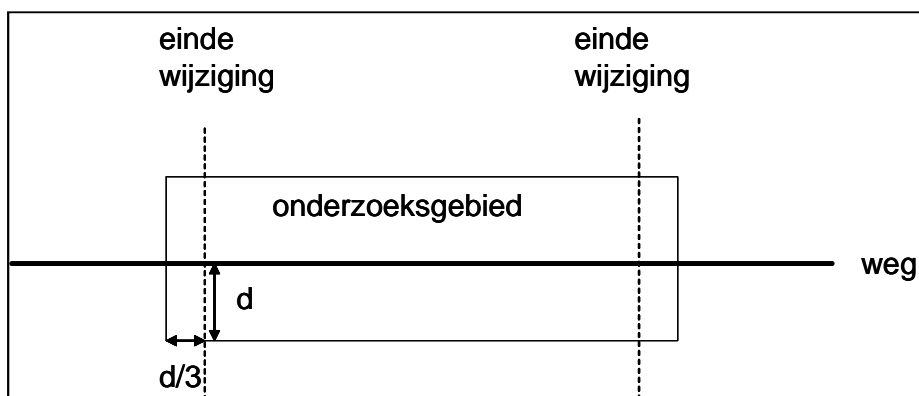 einde
wijziging
einde
wijziging
onderzoeksgebied
weg
d
d/3